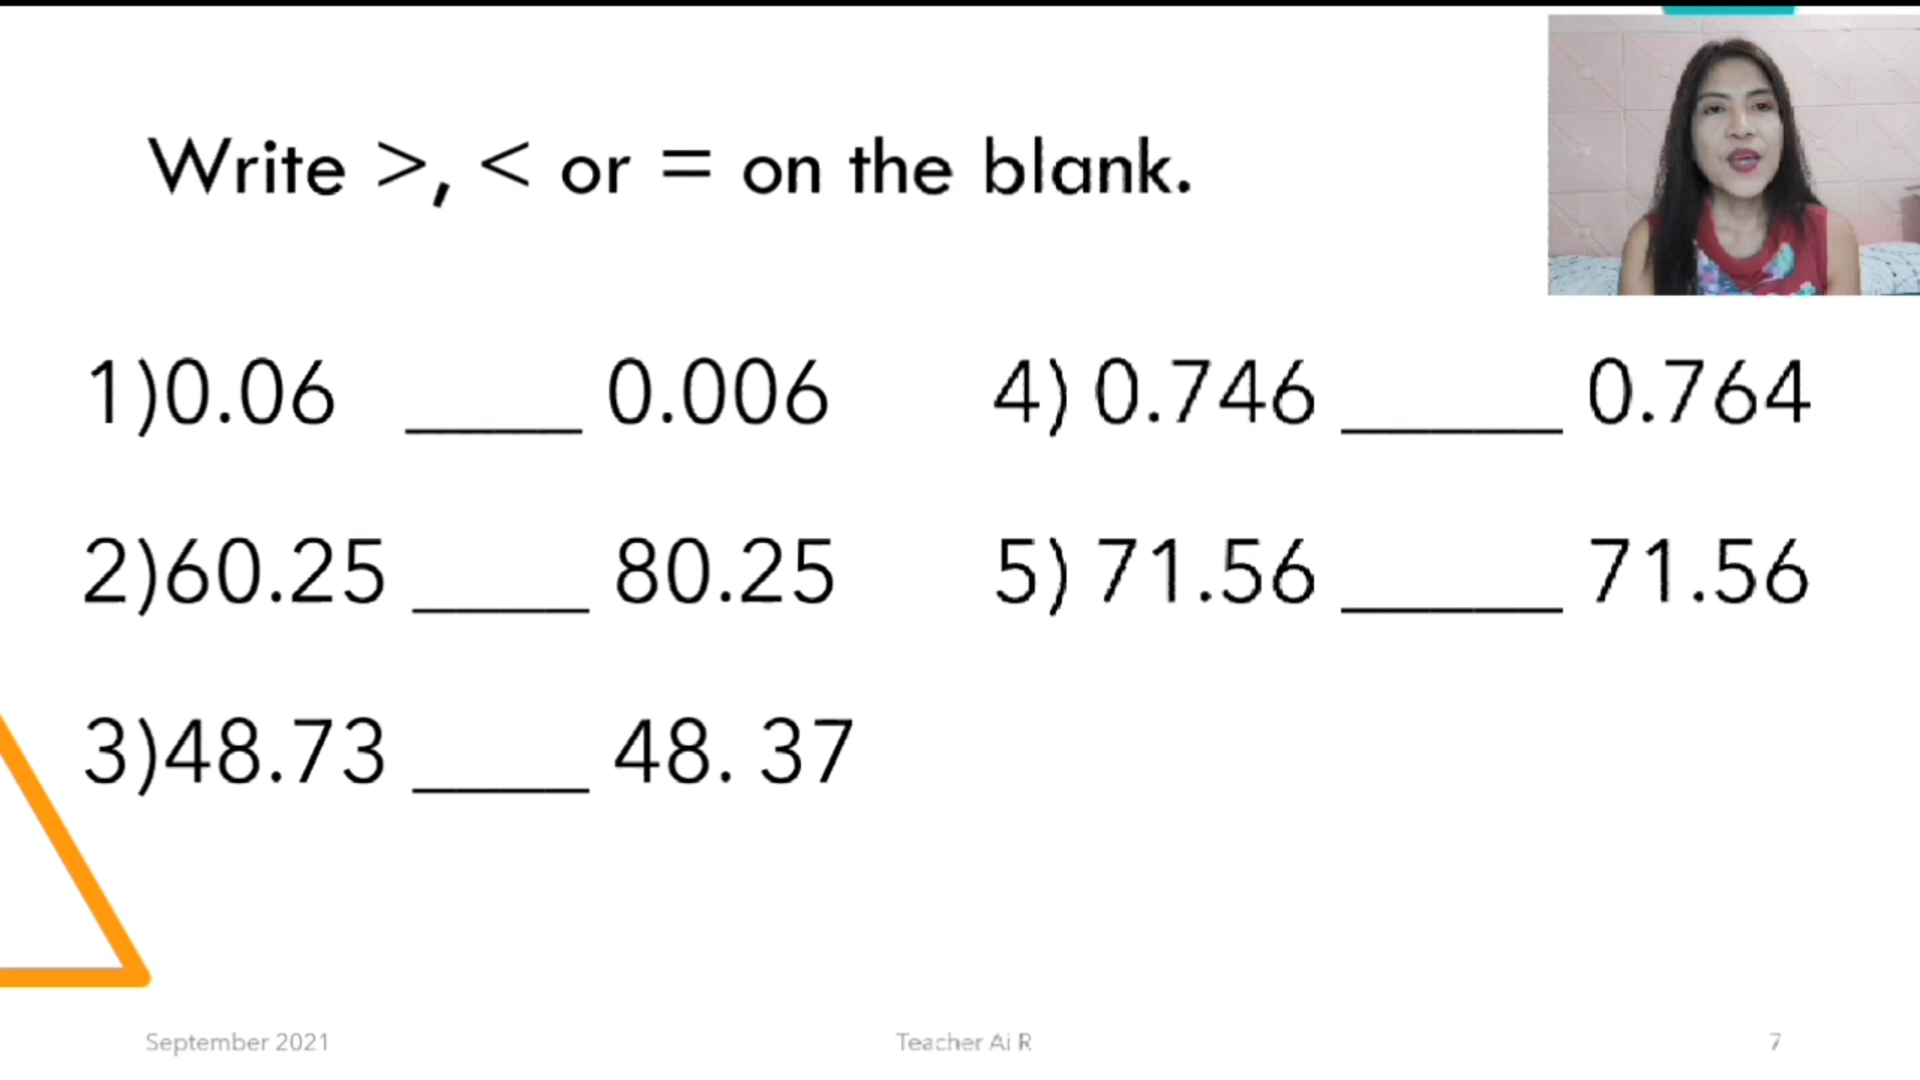 Write >, < or = on the blank.
1)0.06 ____ 0.006
2)60.25 ____ 80.25
3)48.73 ____ 48. 37
4) 0.746 _____ 0.764
5) 71.56 _____ 71.56
September 2021
Teacher Ai R
7